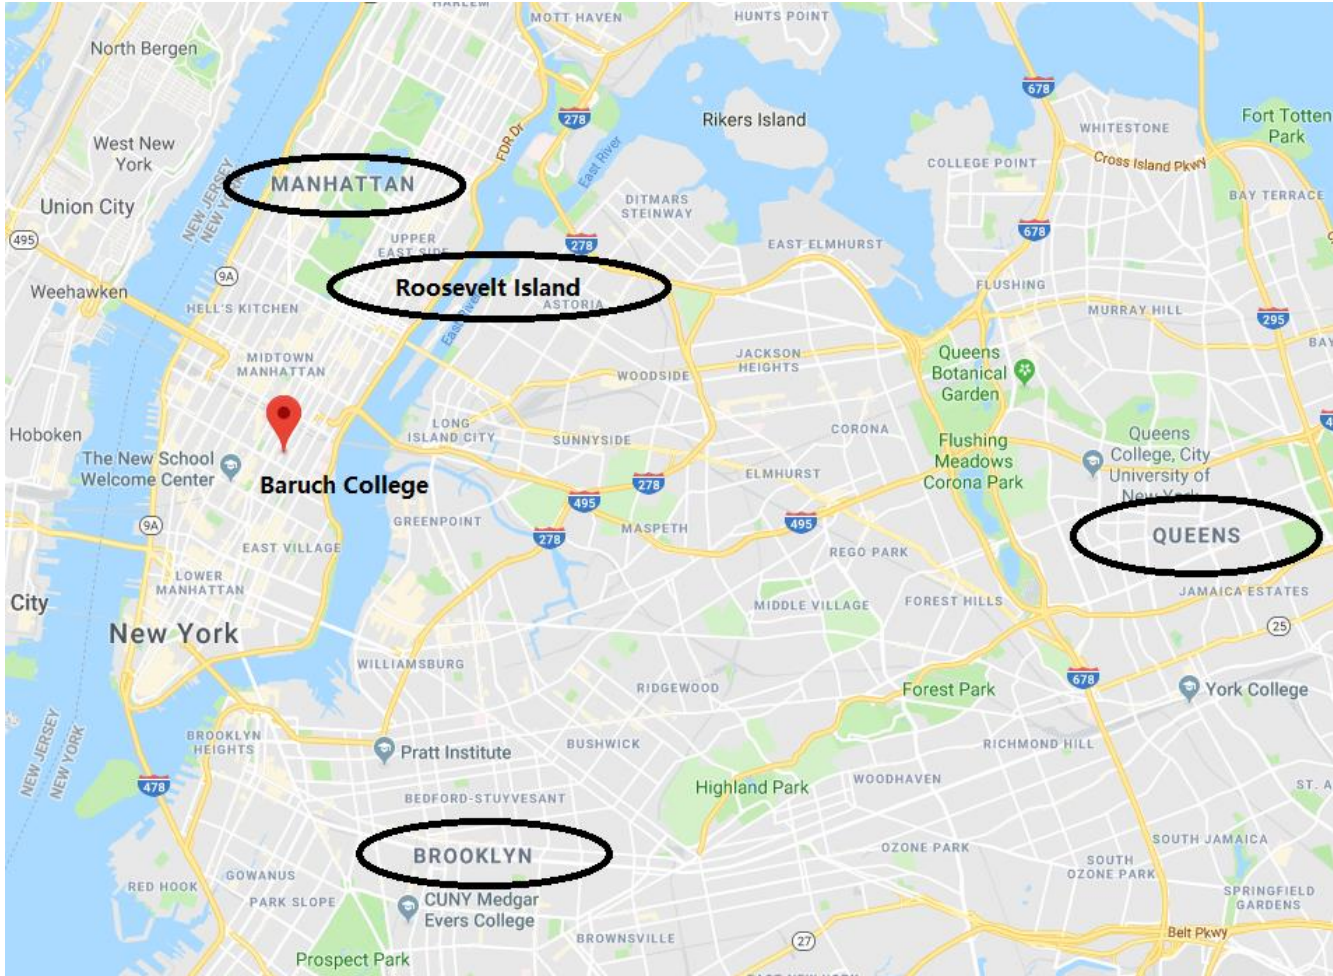 HARLEM
MOTT HAVEN
HUNTS POINT
North Bergen
278
678
Rikers Island
Fort Totten
Park
WHITESTONE
FDR Dr
West New
York
East River
COLLEGE POINT
Cross Island Pkwy
MANHATTAN
NEW JERSEY
NEW YORK
Union City
DITMARS
STEINWAY
BAY TERRACE
495
UPPER
EAST SIDE
278
EAST ELMHURST
678
9A
Weehawken
Roosevelt Island
ASTORIA
FLUSHING
HELL'S KITCHEN
East River
MURRAY HILL
295
MIDTOWN
MANHATTAN
JACKSON
HEIGHTS
WOODSIDE
Queens
Botanical
Garden
Hoboken
LONG
ISLAND CITY
SUNNYSIDE
CORONA
Flushing
Meadows
Corona Park
Queens
College, City
University of
New York
The New School
Welcome Center
Baruch College
ELMHURST
278
495
495
9A
GREENPOINT
278
MASPETH
QUEENS
EAST VILLAGE
REGO PARK
LOWER
MANHATTAN
City
MIDDLE VILLAGE
FOREST HILLS
JAMAICA ESTATES
New York
25
WILLIAMSBURG
RIDGEWOOD
Forest Park
678
York College
NEW JERSEY
NEW YORK
BROOKLYN
HEIGHTS
Pratt Institute
BUSHWICK
RICHMOND HILL
478
BEDFORD-STUYVESANT
Highland Park
WOODHAVEN
ST. A
BROOKLYN
OZONE PARK
SOUTH JAMAICA
SOUTH
OZONE PARK
RED HOOK
GOWANUS
PARK SLOPE
CUNY Medgar
Evers College
SPRINGFIELD
GARDENS
BROWNSVILLE
27
Belt Pkwy
Prospect Park